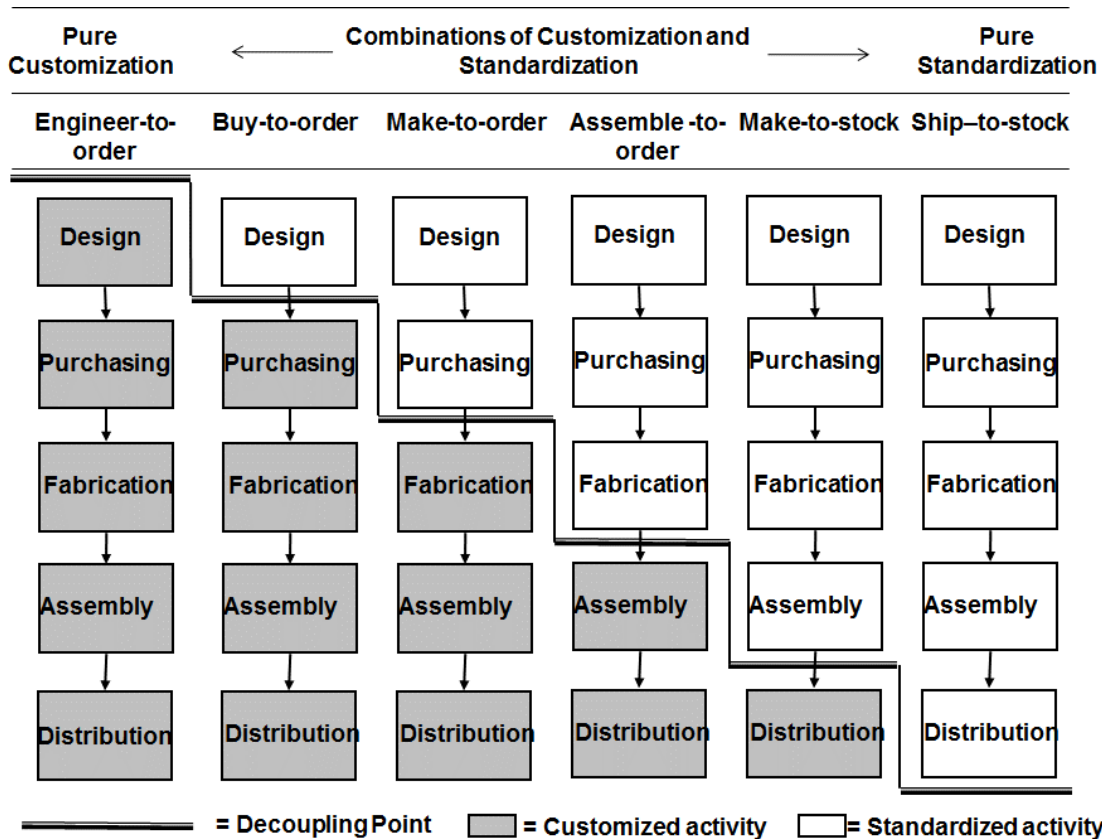 Pure Customization
Combinations of Customization and Standardization
Pure Standardization
Engineer-to-order
Buy-to-order
Make-to-order
Assemble -to-order
Make-to-stock
Ship–to-stock
Design
Design
Design
Design
Design
Design
Purchasing
Purchasing
Purchasing
Purchasing
Purchasing
Purchasing
Fabrication
Fabrication
Fabrication
Fabrication
Fabrication
Fabrication
Assembly
Assembly
Assembly
Assembly
Assembly
Assembly
Distribution
Distribution
Distribution
Distribution
Distribution
Distribution
= Decoupling Point
= Customized activity
= Standardized activity